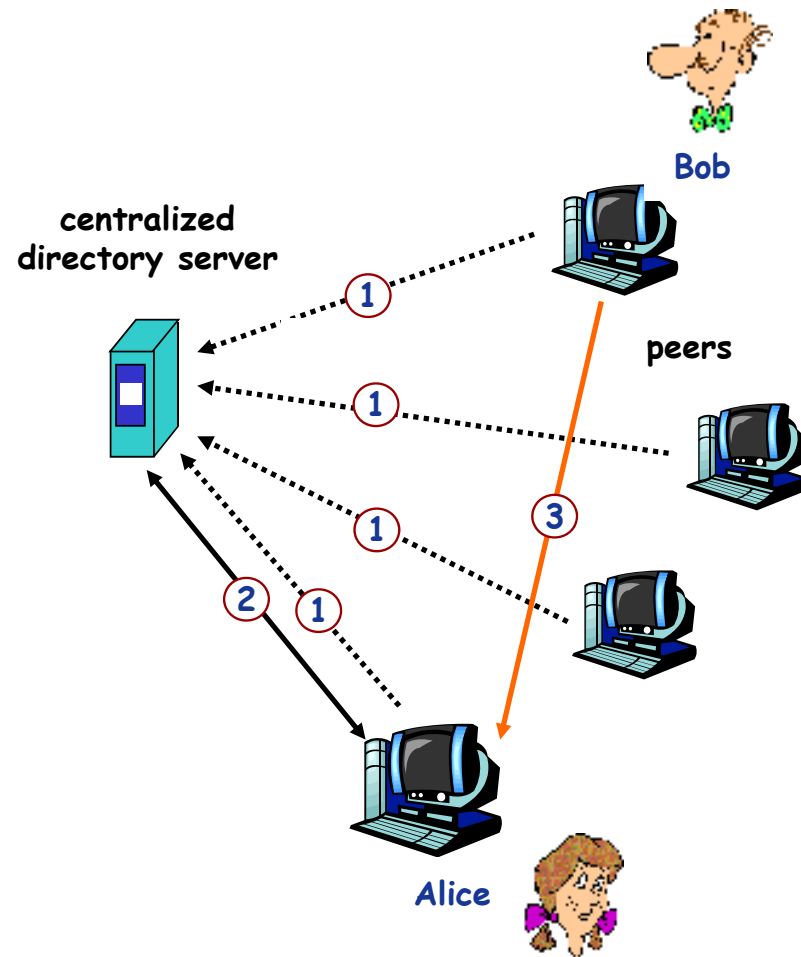 Bob
centralized
directory server
1
peers
1
3
1
2
1
Alice